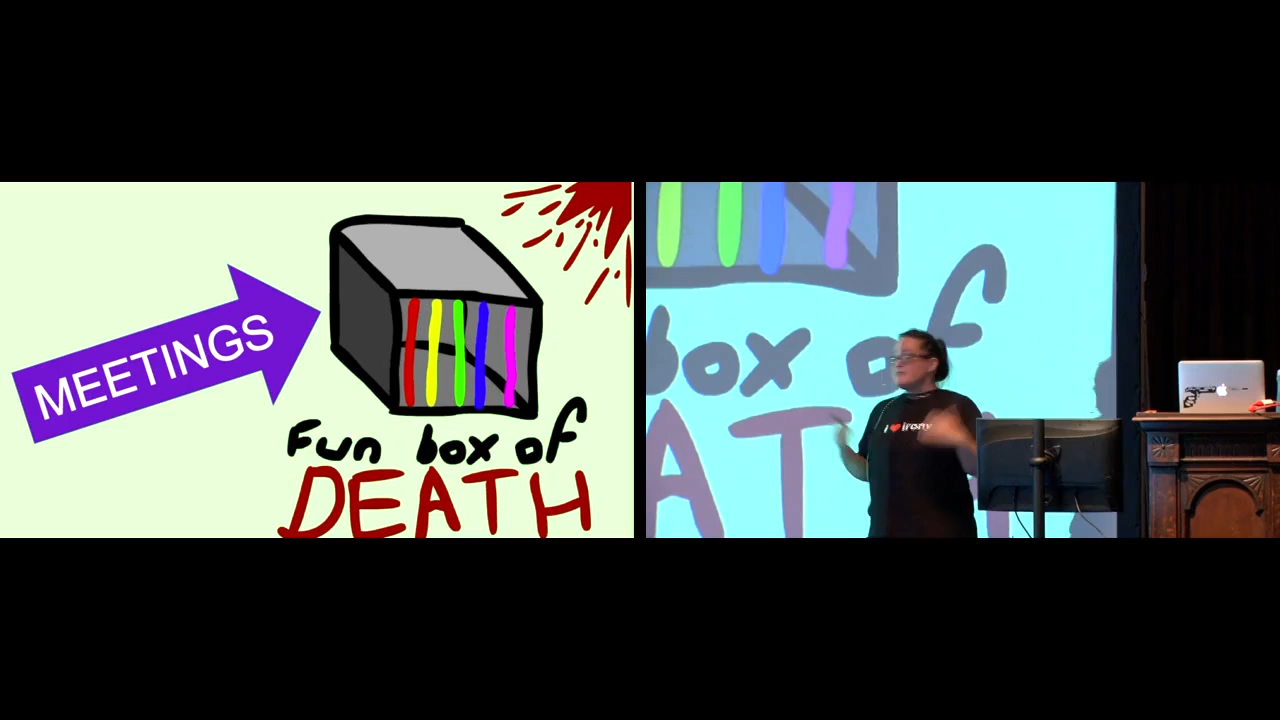 MEETINGS
Fun box of
DEATH
box of
AT
I ❤ irony